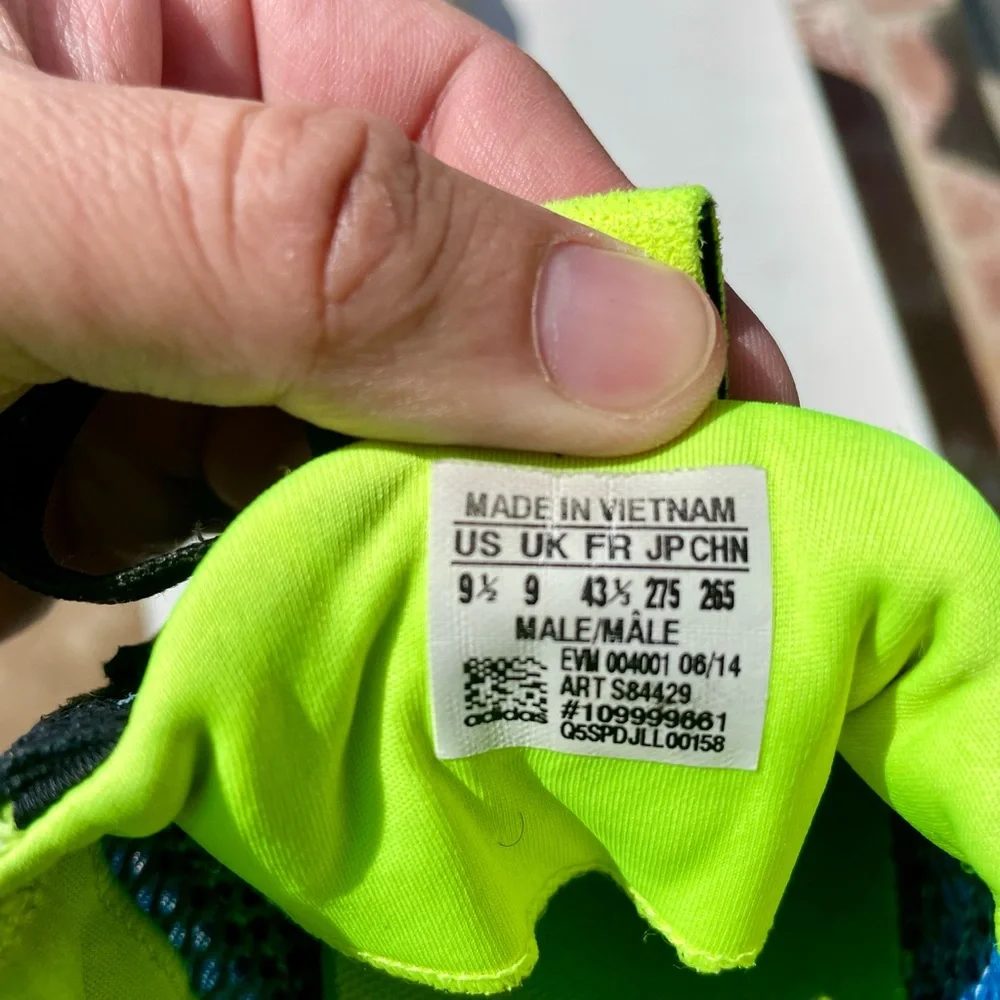 MADE IN VIETNAM
US UK FR JP CHN
9½ 9 43⅓ 275 265
MALE/MÂLE
EVM 004001 06/14
ART S84429
#109999661
adidas
Q5SPDJLL00158